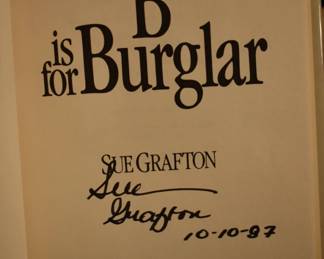 B
is
for Burglar
SUE GRAFTON
Sue
Grafton
10-10-97